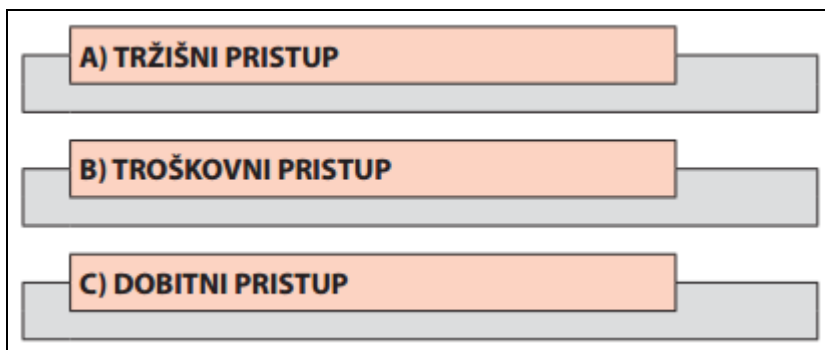 A) TRŽIŠNI PRISTUP
B) TROŠKOVNI PRISTUP
C) DOBITNI PRISTUP